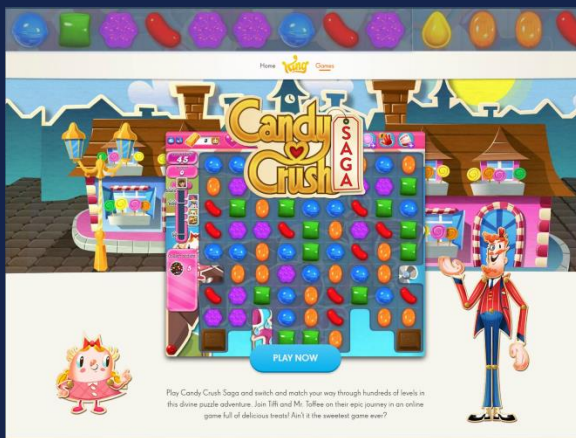 Home King Games
Candy
Crush
SAGA
45
PLAY NOW
Play Candy Crush Saga and switch and match your way through hundreds of levels in
this divine puzzle adventure. Join Tiffi and Mr. Toffee on their epic journey in an online
game full of delicious treats! Ain't it the sweetest game ever?